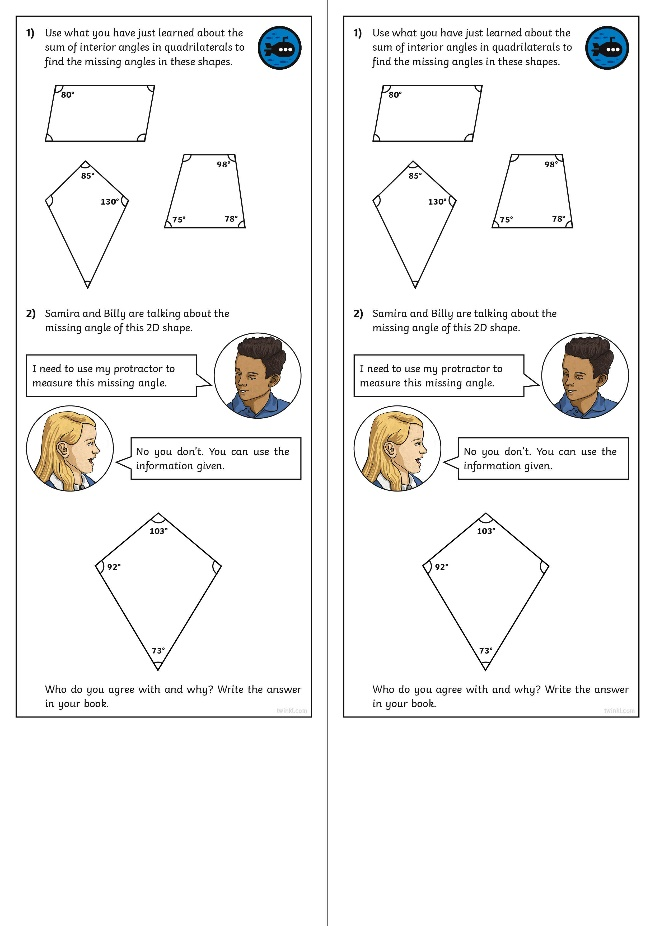 1) Use what you have just learned about the
sum of interior angles in quadrilaterals to
find the missing angles in these shapes.
80°
85°
130°
98°
75°
78°
2) Samira and Billy are talking about the
missing angle of this 2D shape.
I need to use my protractor to
measure this missing angle.
No you don't. You can use the
information given.
103°
92°
73°
Who do you agree with and why? Write the answer
in your book.
twinkl.com
1) Use what you have just learned about the
sum of interior angles in quadrilaterals to
find the missing angles in these shapes.
80°
85°
130°
98°
75°
78°
2) Samira and Billy are talking about the
missing angle of this 2D shape.
I need to use my protractor to
measure this missing angle.
No you don't. You can use the
information given.
103°
92°
73°
Who do you agree with and why? Write the answer
in your book.
twinkl.com